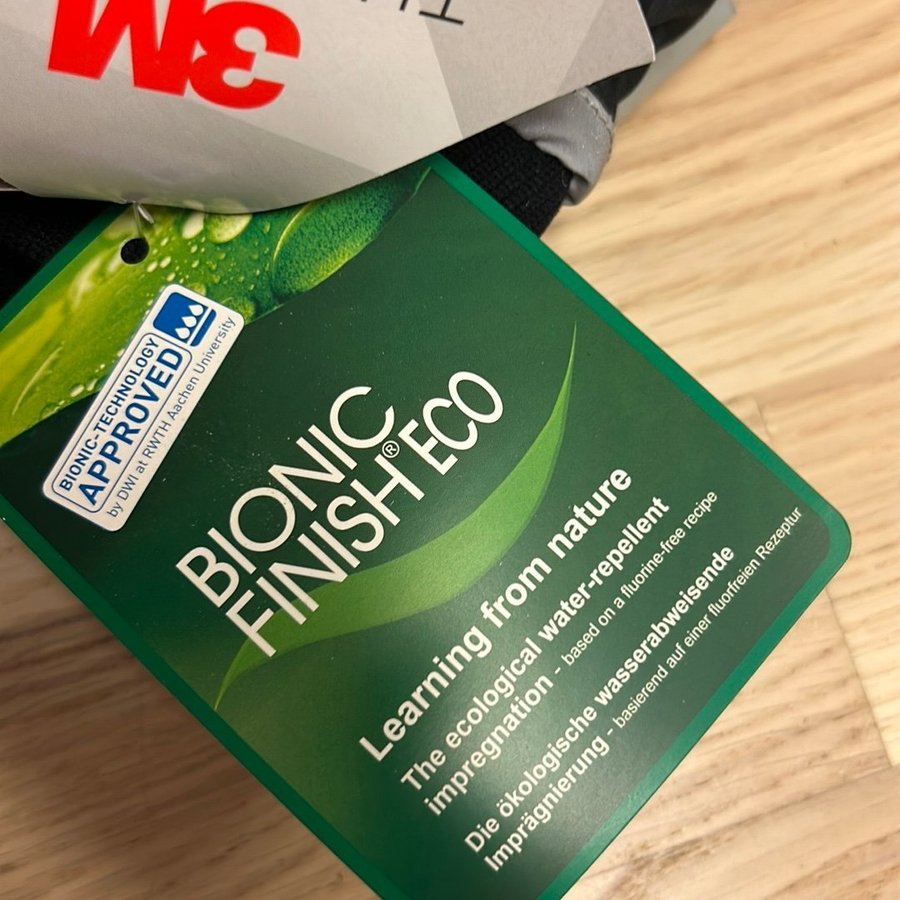 3M
BIONIC-TECHNOLOGY
APPROVED
by DWI at RWTH Aachen University
BIONIC
FINISH® ECO
Learning from nature
The ecological water-repellent
impregnation - based on a fluorine-free recipe
Die ökologische wasserabweisende
Imprägnierung - basierend auf einer fluorfreien Rezeptur